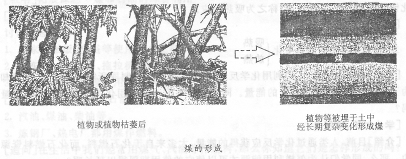 煤
植物或植物枯萎后
植物等被埋于土中
经长期复杂变化形成煤
煤的形成